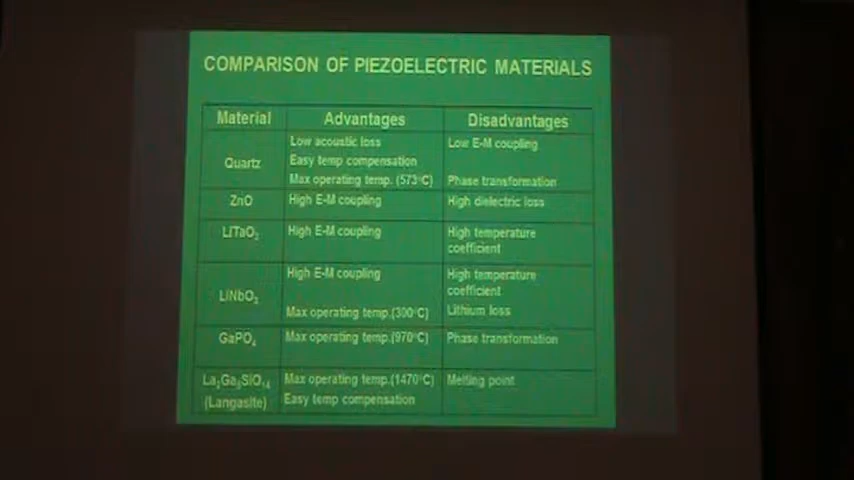 COMPARISON OF PIEZOELECTRIC MATERIALS
Material Advantages Disadvantages
Quartz
Low acoustic loss
Easy temp compensation
Max operating temp. (573°C)
Low E-M coupling
Phase transformation
ZnO High E-M coupling High dielectric loss
LiTaO₃ High E-M coupling High temperature
coefficient
LiNbO₃
High E-M coupling
Max operating temp.(300°C)
High temperature
coefficient
Lithium loss
GaPO₄ Max operating temp.(970°C) Phase transformation
La₃Ga₅SiO₁₄
(Langasite)
Max operating temp.(1470°C)
Easy temp compensation
Melting point